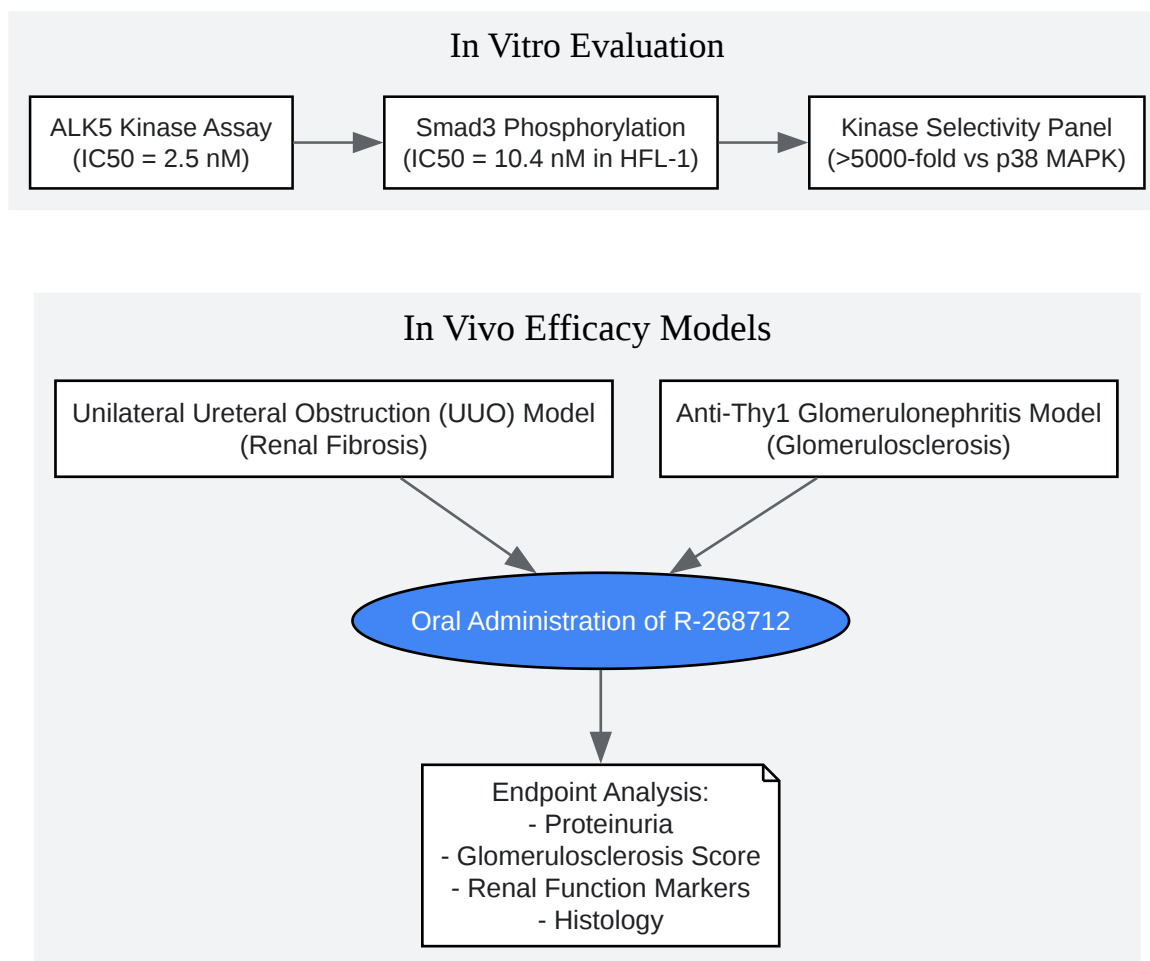 In Vitro Evaluation
ALK5 Kinase Assay
(IC50 = 2.5 nM)
Smad3 Phosphorylation
(IC50 = 10.4 nM in HFL-1)
Kinase Selectivity Panel
(>5000-fold vs p38 MAPK)
In Vivo Efficacy Models
Unilateral Ureteral Obstruction (UUO) Model
(Renal Fibrosis)
Anti-Thy1 Glomerulonephritis Model
(Glomerulosclerosis)
Oral Administration of R-268712
Endpoint Analysis:
- Proteinuria
- Glomerulosclerosis Score
- Renal Function Markers
- Histology